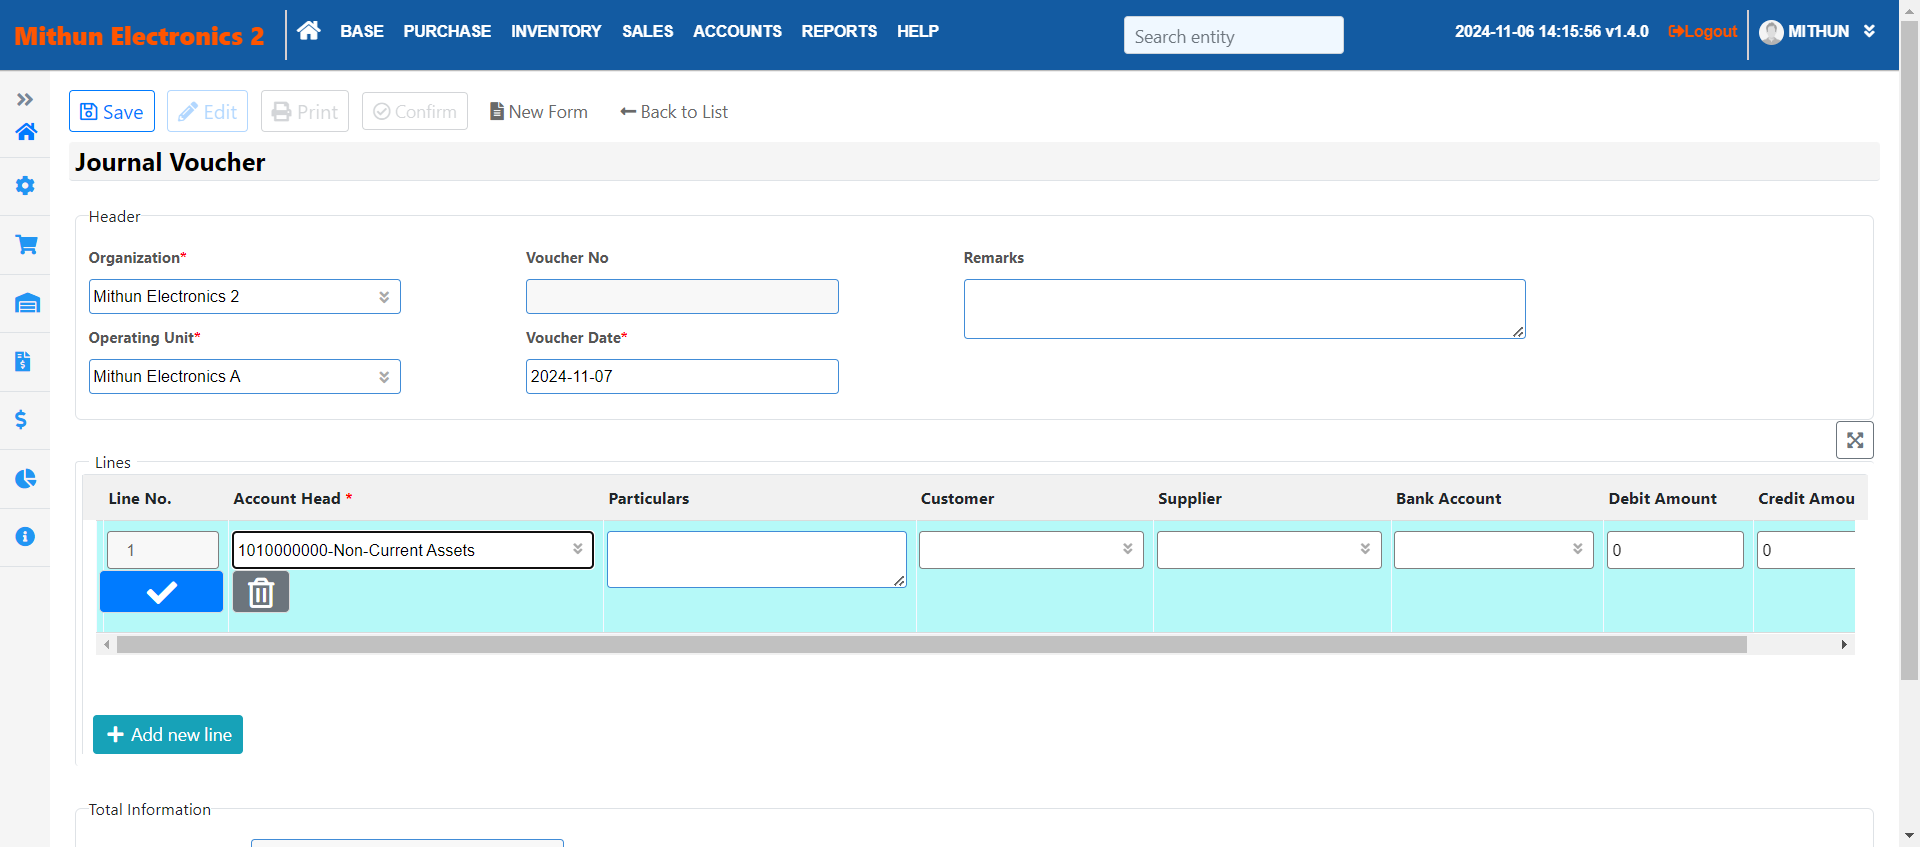 Mithun Electronics 2
BASE PURCHASE INVENTORY SALES ACCOUNTS REPORTS HELP
Search entity
2024-11-06 14:15:56 v1.4.0
Logout
MITHUN
Save Edit Print Confirm New Form Back to List
Journal Voucher
Header
Organization* Voucher No Remarks
Mithun Electronics 2
Operating Unit* Voucher Date*
Mithun Electronics A 2024-11-07
Lines
Line No. Account Head * Particulars Customer Supplier Bank Account Debit Amount Credit Amou
1 1010000000-Non-Current Assets 0 0
Add new line
Total Information